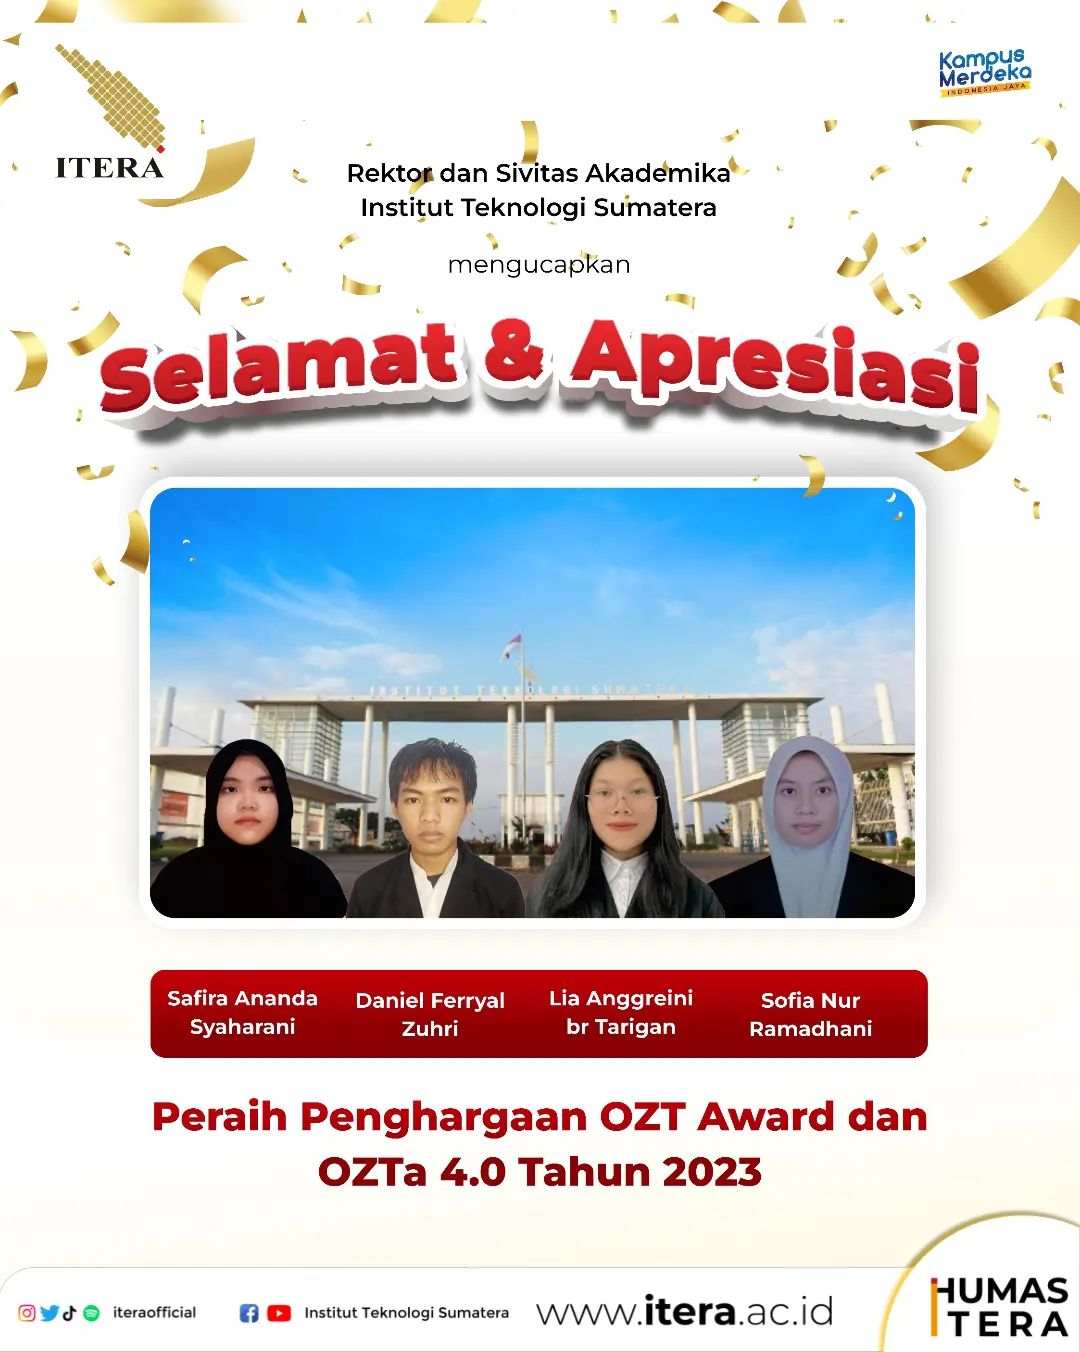 ITERA
Kampus
Merdeka
INDONESIA JAYA
Rektor dan Sivitas Akademika
Institut Teknologi Sumatera
mengucapkan
Selamat & Apresiasi
INSTITUT TEKNOLOGI SUMATERA
Safira Ananda
Syaharani
Daniel Ferryal
Zuhri
Lia Anggreini
br Tarigan
Sofia Nur
Ramadhani
Peraih Penghargaan OZT Award dan
OZTa 4.0 Tahun 2023
iteraofficial
Institut Teknologi Sumatera
www.itera.ac.id
HUMAS
ITERA